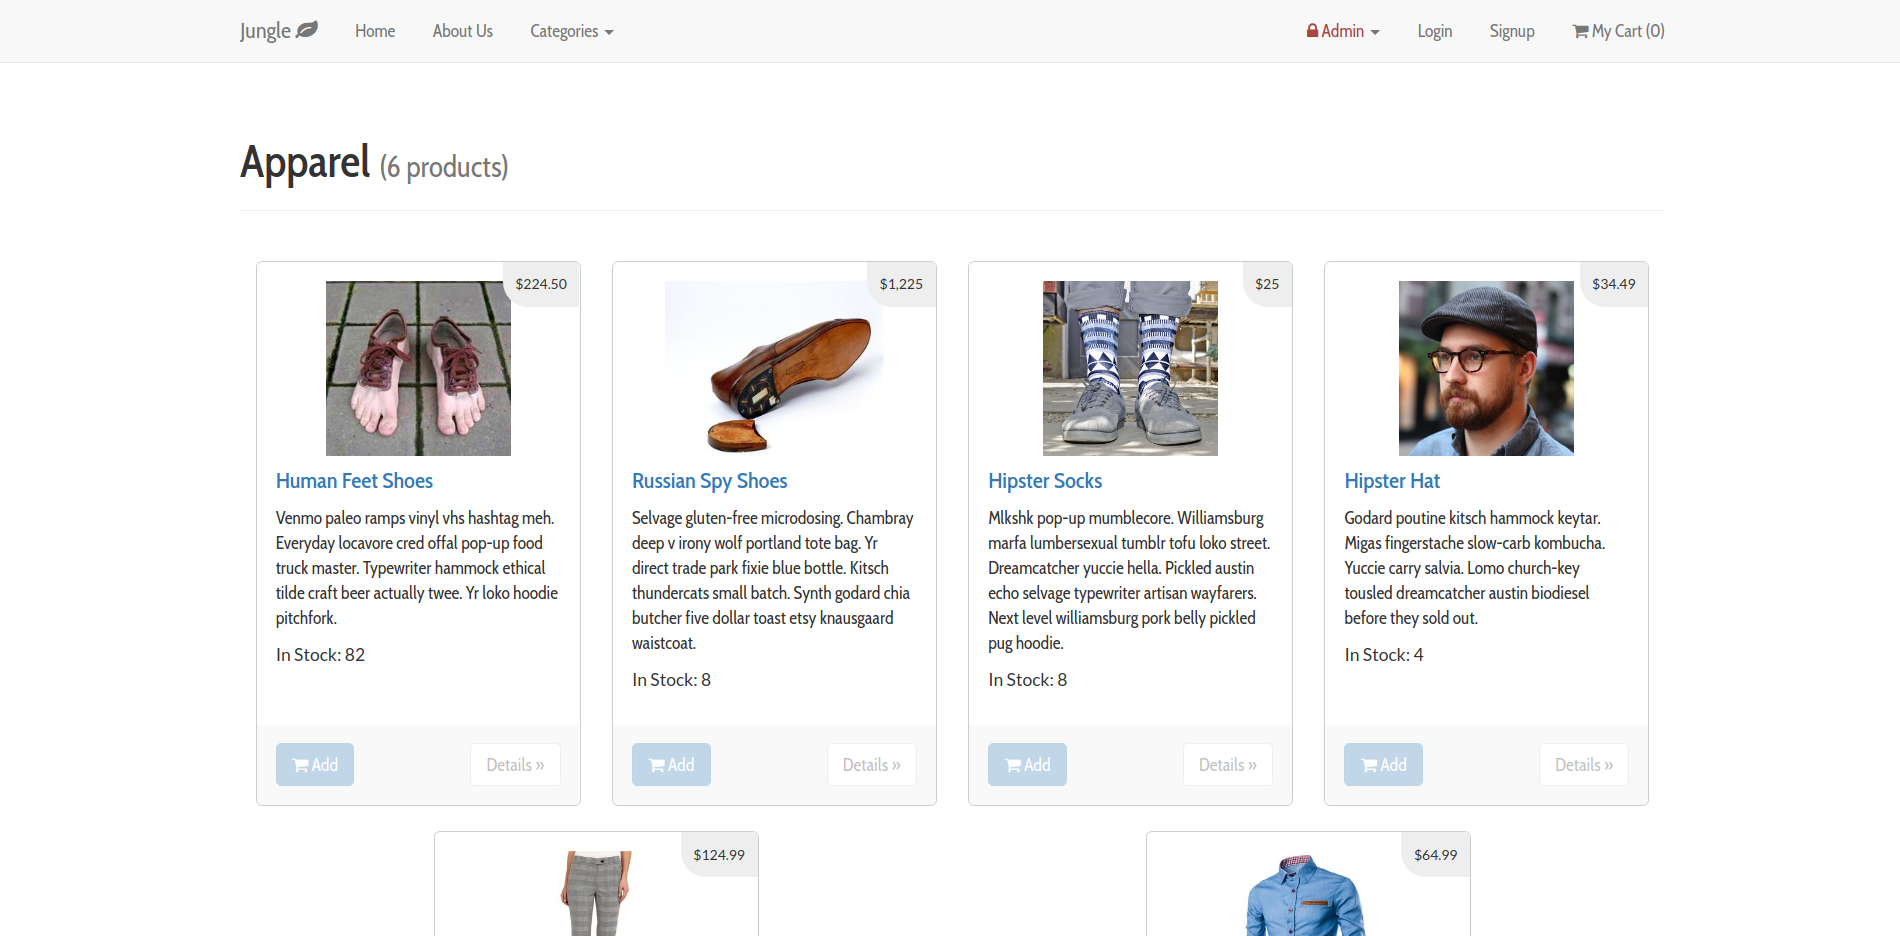 Jungle Home About Us Categories Admin Login Signup My Cart (0)
Apparel (6 products)
$224.50
Human Feet Shoes
Venmo paleo ramps vinyl vhs hashtag meh.
Everyday locavore cred offal pop-up food
truck master. Typewriter hammock ethical
tilde craft beer actually twee. Yr loko hoodie
pitchfork.
In Stock: 82
Add Details »
$1,225
Russian Spy Shoes
Selvage gluten-free microdosing. Chambray
deep v irony wolf portland tote bag. Yr
direct trade park fixie blue bottle. Kitsch
thundercats small batch. Synth godard chia
butcher five dollar toast etsy knausgaard
waistcoat.
In Stock: 8
Add Details »
$25
Hipster Socks
Mlkshk pop-up mumblecore. Williamsburg
marfa lumbersexual tumblr tofu loko street.
Dreamcatcher yuccie hella. Pickled austin
echo selvage typewriter artisan wayfarers.
Next level williamsburg pork belly pickled
pug hoodie.
In Stock: 8
Add Details »
$34.49
Hipster Hat
Godard poutine kitsch hammock keytar.
Migas fingerstache slow-carb kombucha.
Yuccie carry salvia. Lomo church-key
tousled dreamcatcher austin biodiesel
before they sold out.
In Stock: 4
Add Details »
$124.99
$64.99